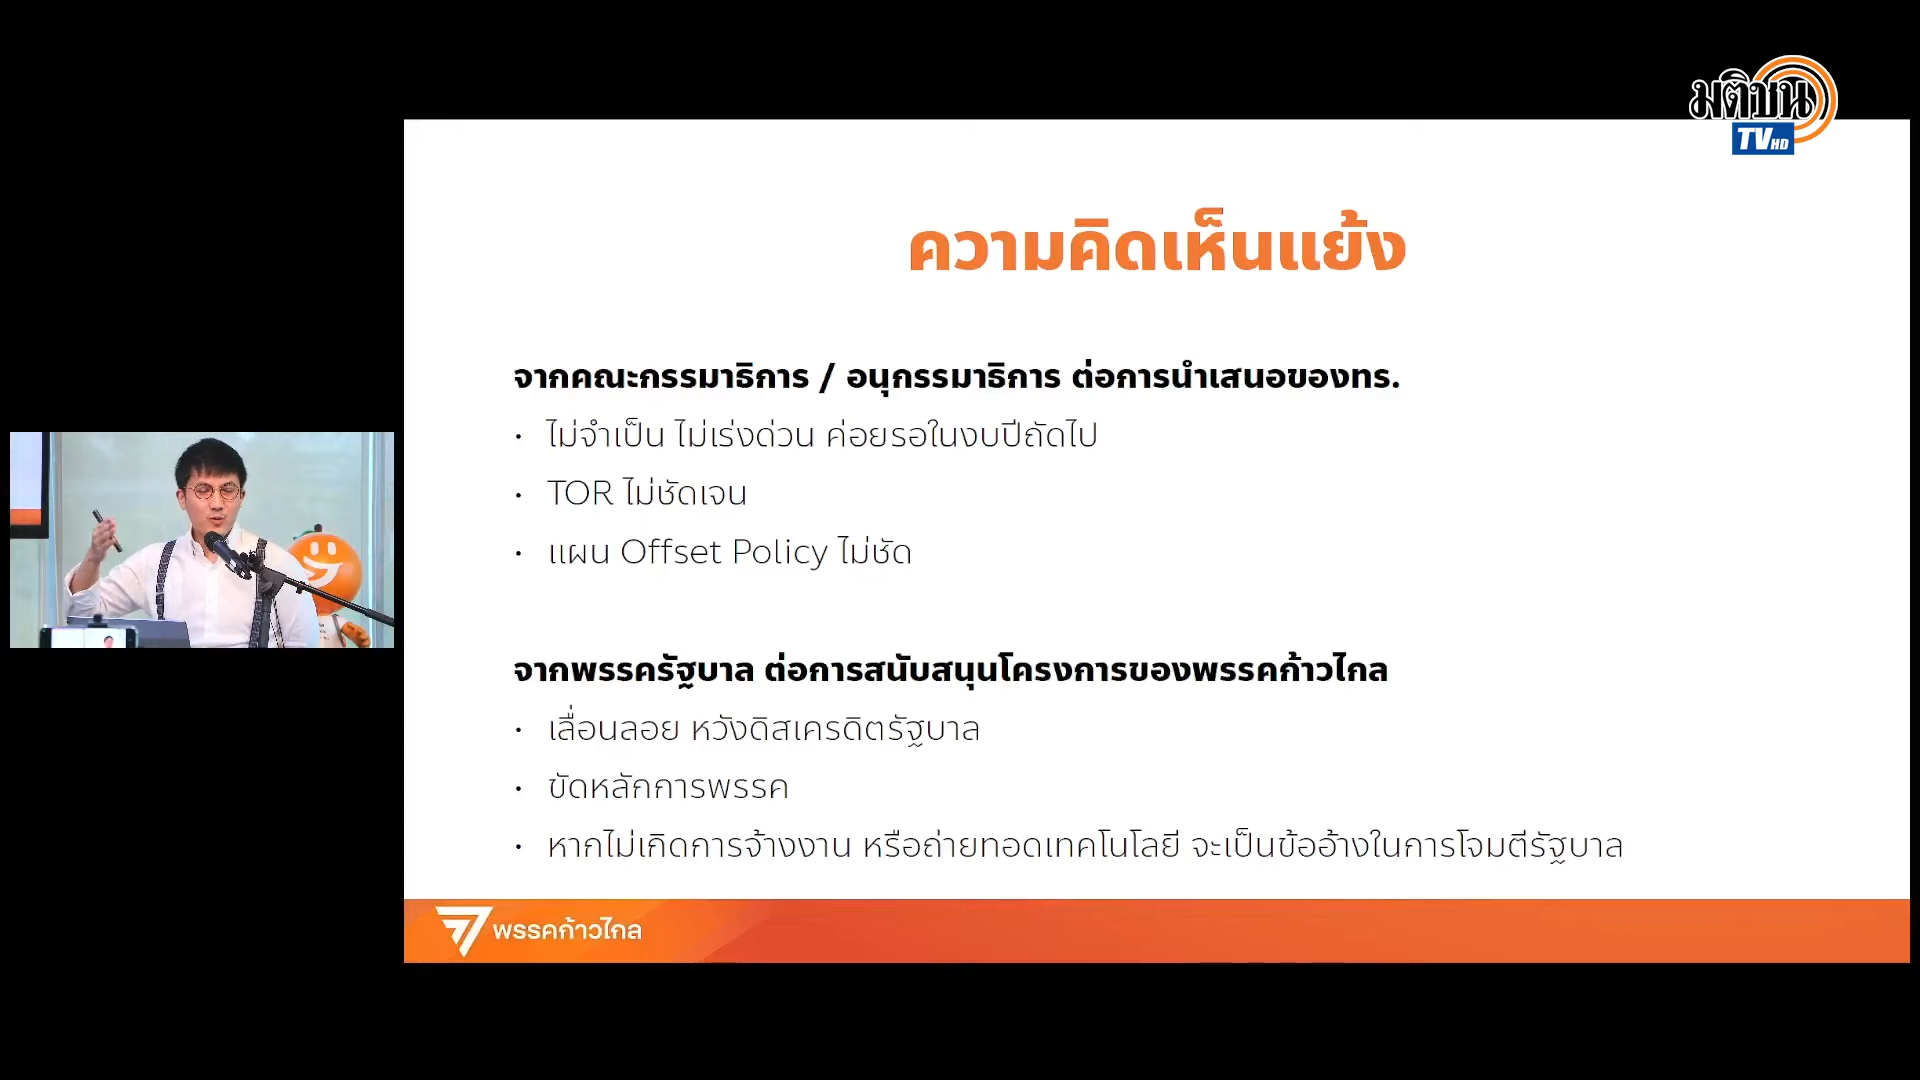 มติชน
TV HD
ความคิดเห็นแย้ง
จากคณะกรรมาธิการ / อนุกรรมาธิการ ต่อการนำเสนอของทร.
• ไม่จำเป็น ไม่เร่งด่วน ค่อยรอในงบปีถัดไป
• TOR ไม่ชัดเจน
• แผน Offset Policy ไม่ชัด
จากพรรครัฐบาล ต่อการสนับสนุนโครงการของพรรคก้าวไกล
• เลื่อนลอย หวังดิสเครดิตรัฐบาล
• ขัดหลักการพรรค
• หากไม่เกิดการจ้างงาน หรือถ่ายทอดเทคโนโลยี จะเป็นข้ออ้างในการโจมตีรัฐบาล
พรรคก้าวไกล